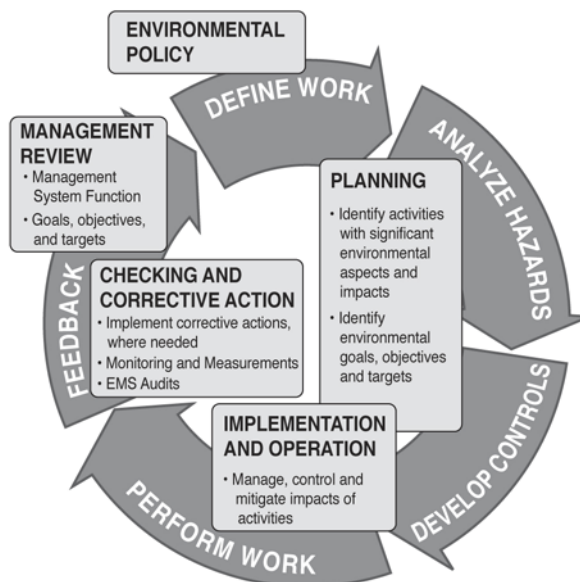 ENVIRONMENTAL
POLICY
DEFINE WORK
ANALYZE HAZARDS
MANAGEMENT
REVIEW
• Management
System Function
• Goals, objectives,
and targets
PLANNING
• Identify activities
with significant
environmental
aspects and
impacts
• Identify
environmental
goals, objectives
and targets
CHECKING AND
CORRECTIVE ACTION
• Implement corrective actions,
where needed
• Monitoring and Measurements
• EMS Audits
FEEDBACK
IMPLEMENTATION
AND OPERATION
• Manage, control and
mitigate impacts of
activities
DEVELOP CONTROLS
PERFORM WORK